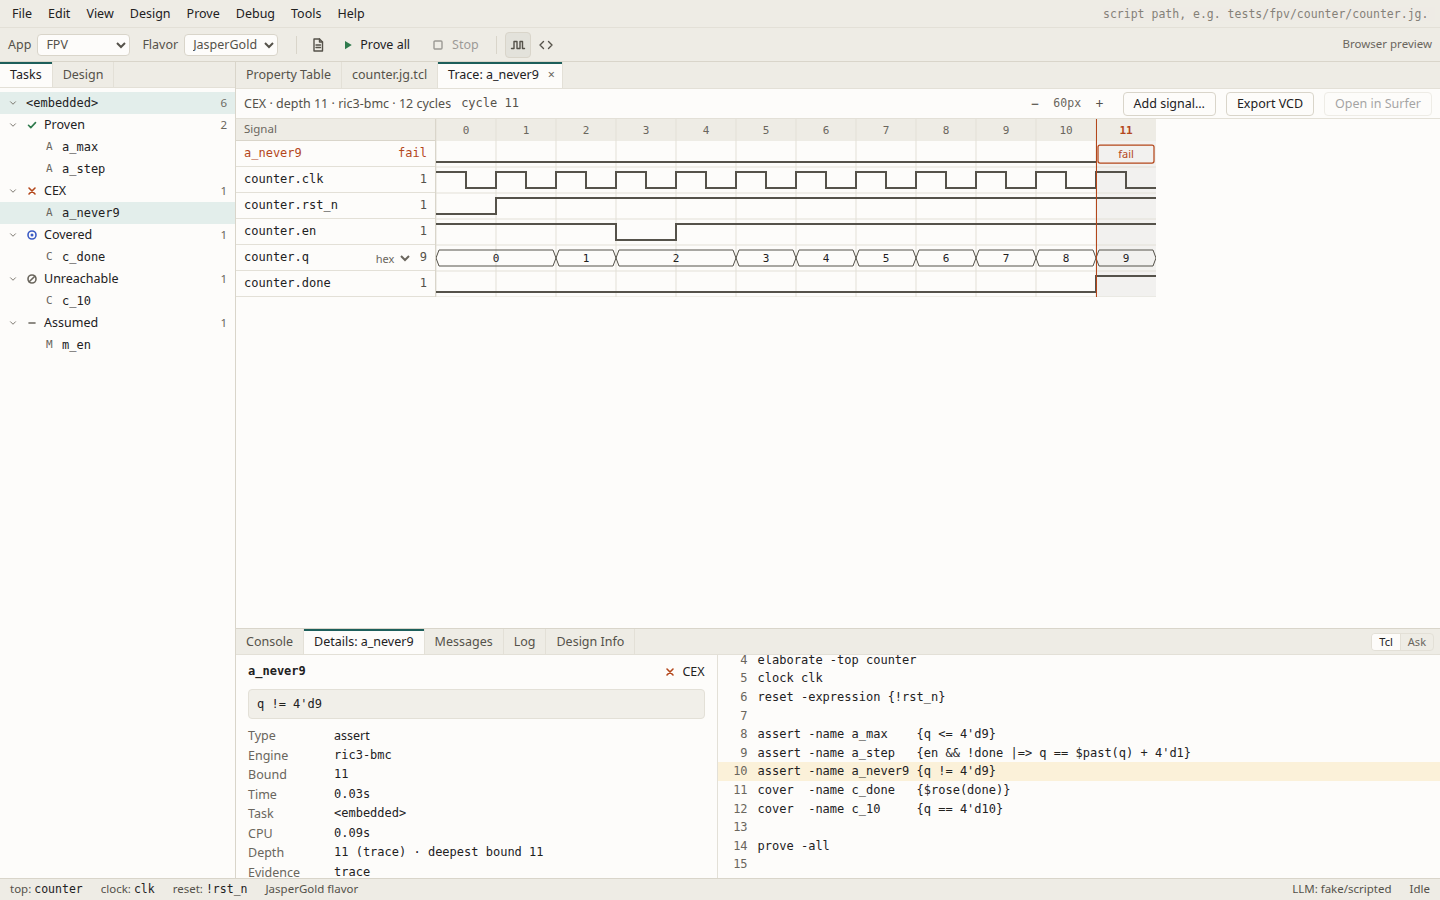 File Edit View Design Prove Debug Tools Help script path, e.g. tests/fpv/counter/counter.jg.
App FPV Flavor JasperGold Prove all Stop Browser preview
Tasks Design
<embedded> 6
Proven 2
A a_max
A a_step
CEX 1
A a_never9
Covered 1
C c_done
Unreachable 1
C c_10
Assumed 1
M m_en
Property Table counter.jg.tcl Trace: a_never9 ×
CEX · depth 11 · ric3-bmc · 12 cycles cycle 11 − 60px + Add signal... Export VCD Open in Surfer
Signal 0 1 2 3 4 5 6 7 8 9 10 11
a_never9 fail fail
counter.clk 1
counter.rst_n 1
counter.en 1
counter.q hex 9 0 1 2 3 4 5 6 7 8 9
counter.done 1
Console Details: a_never9 Messages Log Design Info Tcl Ask
a_never9 CEX
q != 4'd9
Type assert
Engine ric3-bmc
Bound 11
Time 0.03s
Task <embedded>
CPU 0.09s
Depth 11 (trace) · deepest bound 11
Evidence trace
4 elaborate -top counter
5 clock clk
6 reset -expression {!rst_n}
7
8 assert -name a_max {q <= 4'd9}
9 assert -name a_step {en && !done |=> q == $past(q) + 4'd1}
10 assert -name a_never9 {q != 4'd9}
11 cover -name c_done {$rose(done)}
12 cover -name c_10 {q == 4'd10}
13
14 prove -all
15
top: counter clock: clk reset: !rst_n JasperGold flavor LLM: fake/scripted Idle